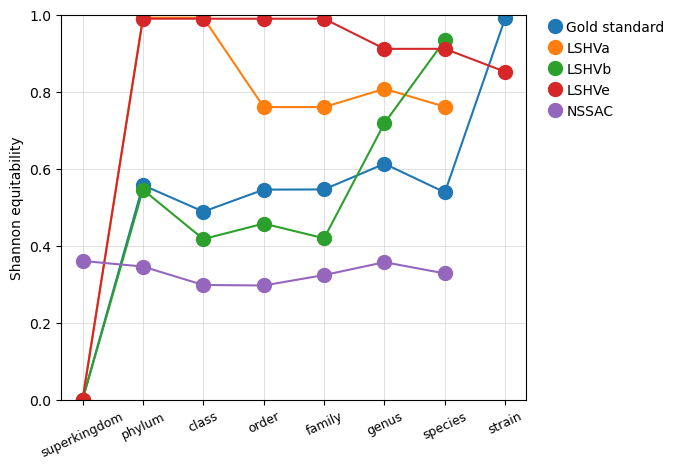 Shannon equitability
1.0
0.8
0.6
0.4
0.2
0.0
superkingdom
phylum
class
order
family
genus
species
strain
Gold standard
LSHVa
LSHVb
LSHVe
NSSAC